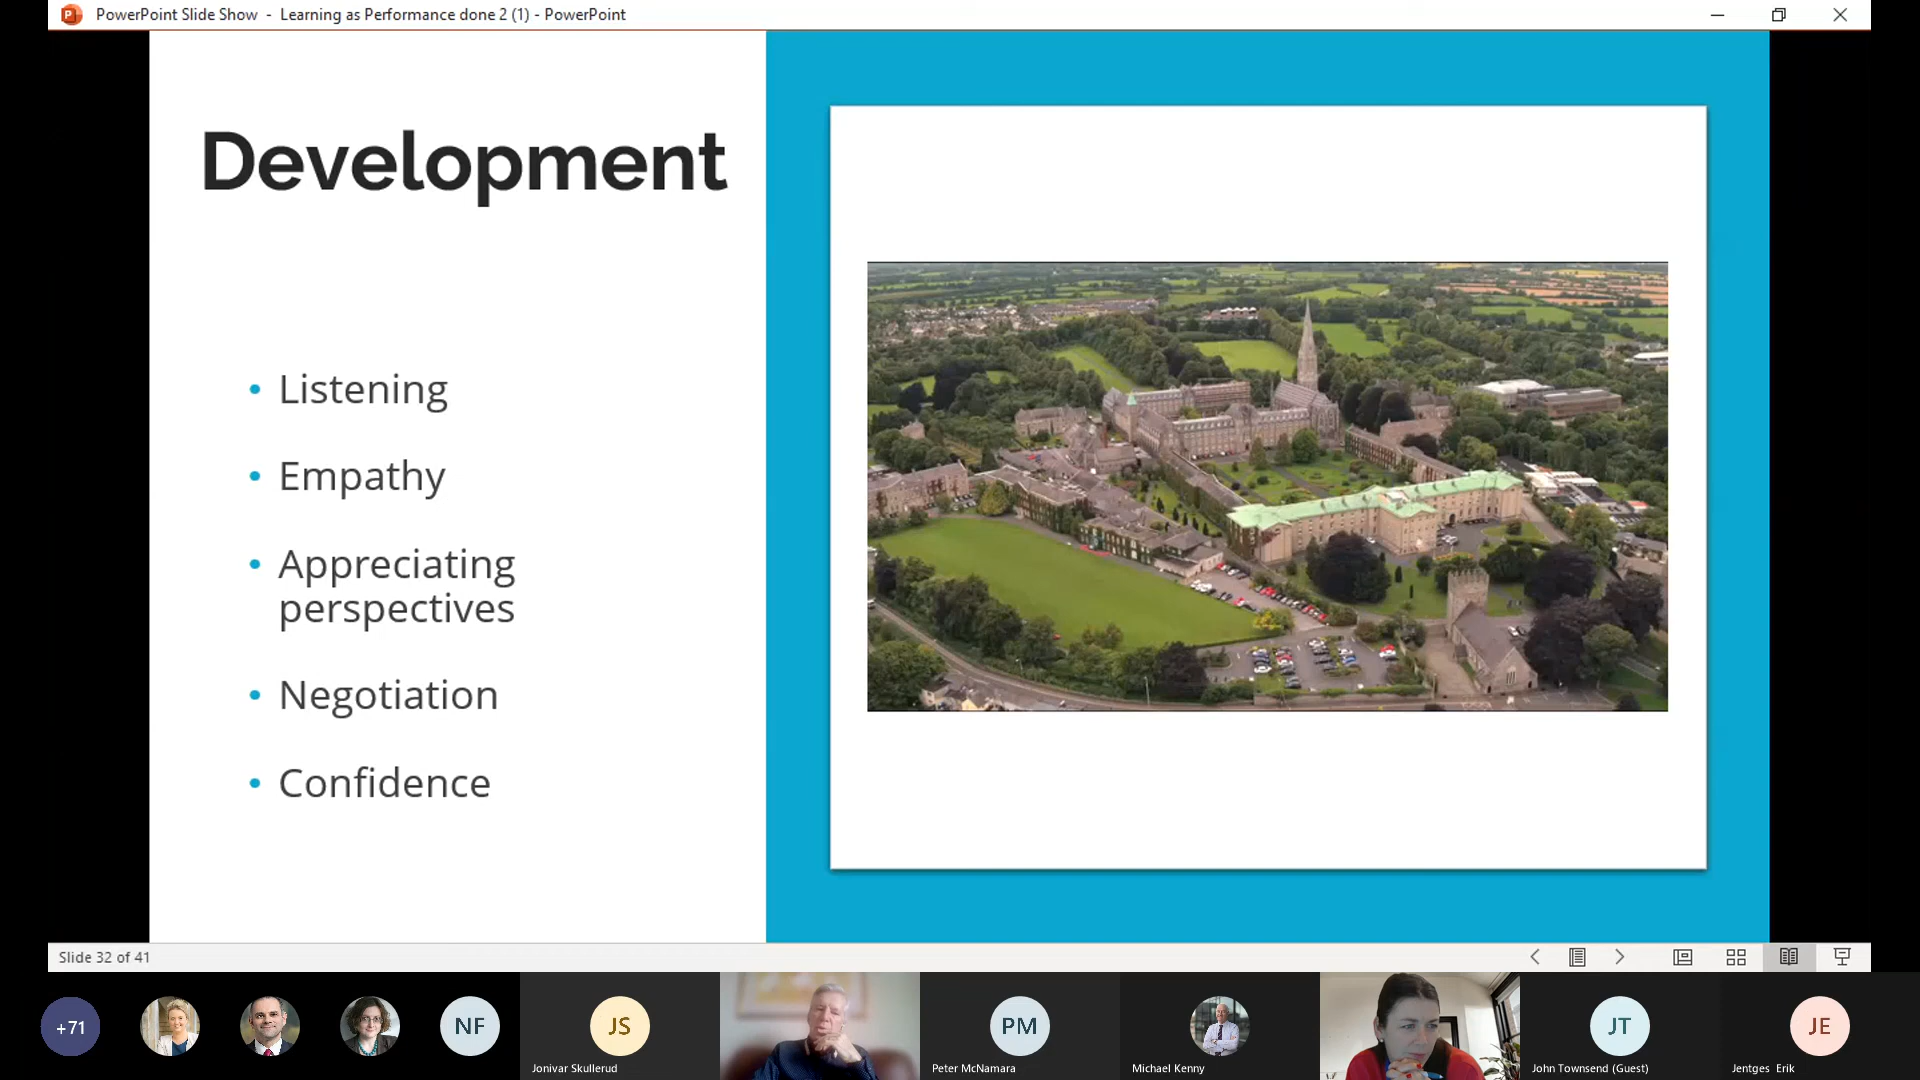 PowerPoint Slide Show - Learning as Performance done 2 (1) - PowerPoint
Development
• Listening
• Empathy
• Appreciating
perspectives
• Negotiation
• Confidence
Slide 32 of 41
+71
NF
JS
PM
JT
JE
Jonivar Skullerud
Peter McNamara
Michael Kenny
John Townsend (Guest)
Jentges Erik